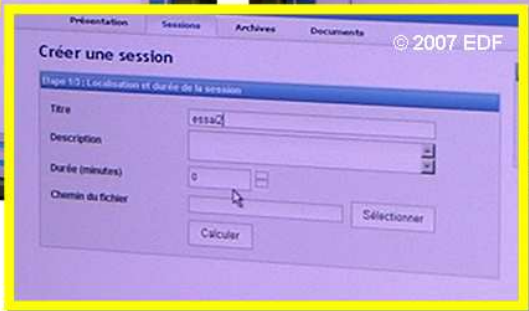 Présentation Sessions Archives Documents
© 2007 EDF
Créer une session
Etape 1/3 : Localisation et durée de la session
Titre
essai2
Description
Durée (minutes)
0
Chemin du fichier
Sélectionner
Calculer